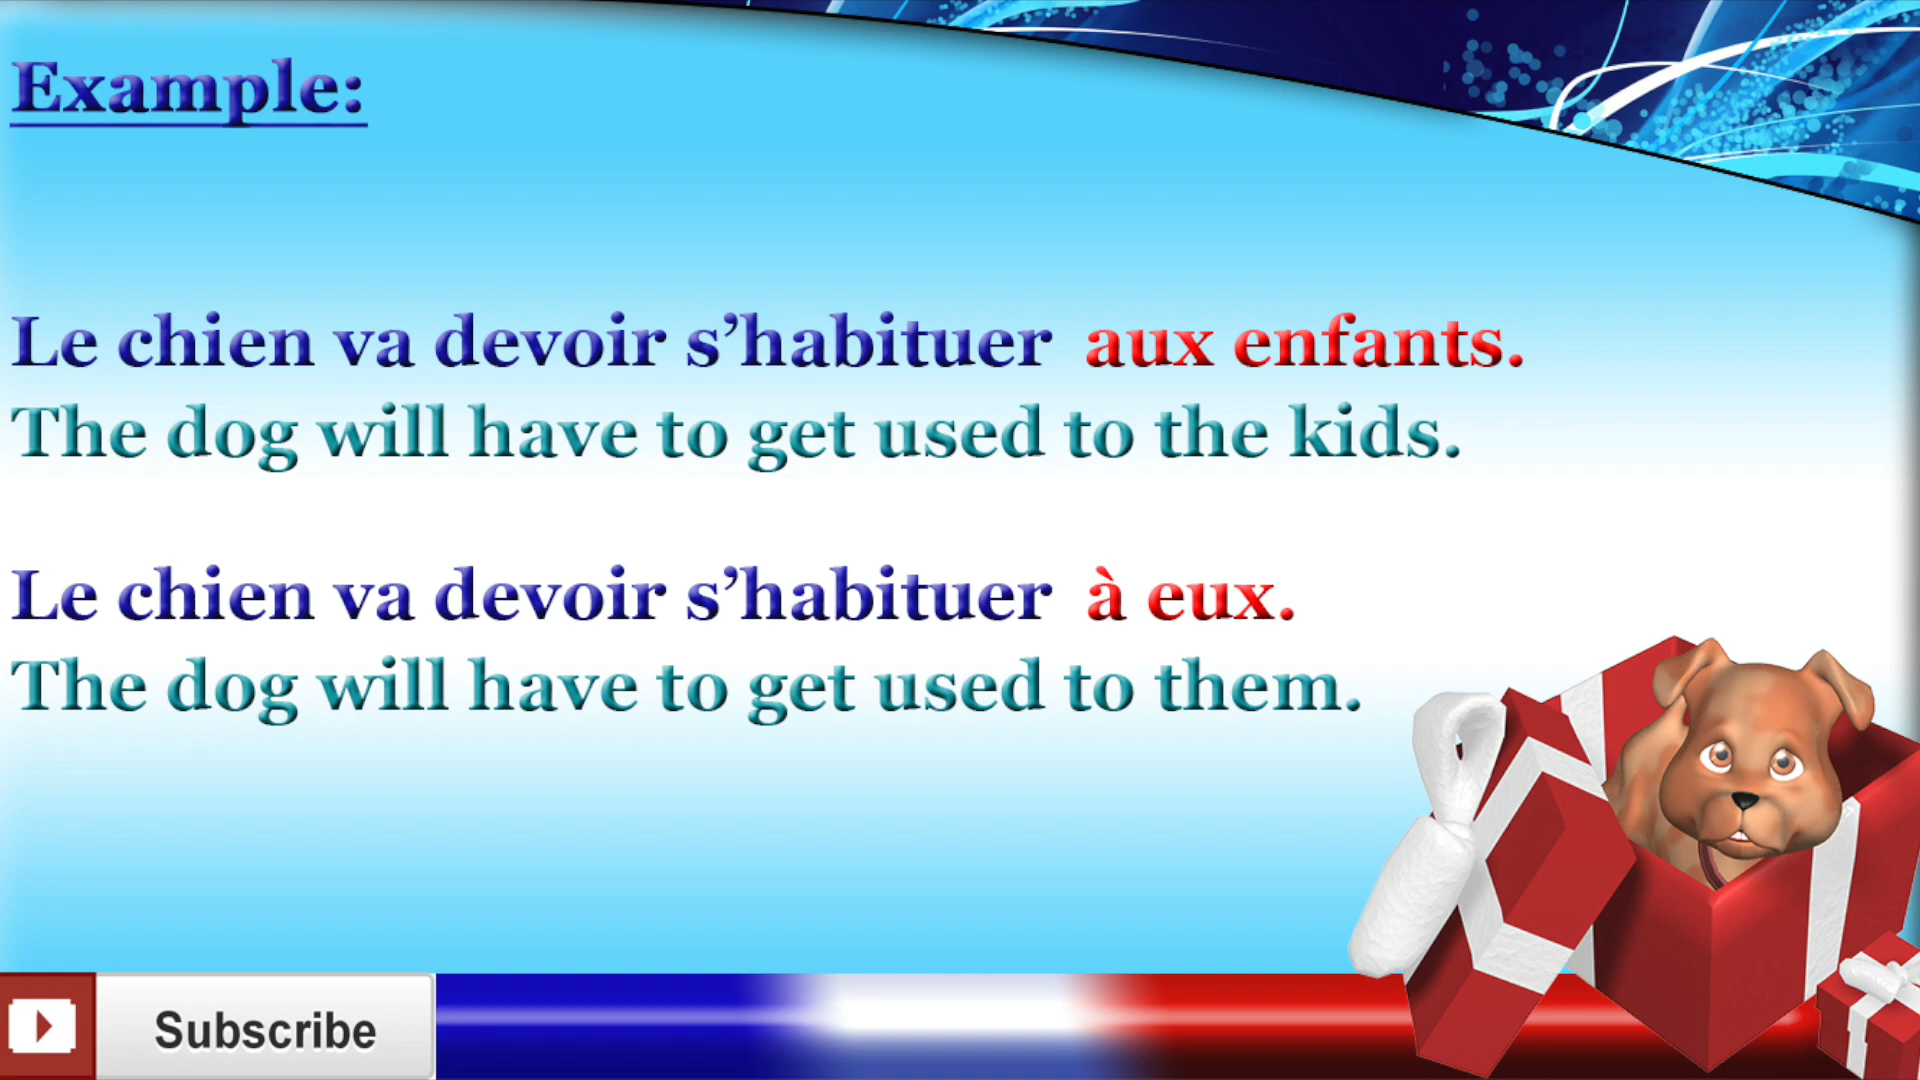 Example:
Le chien va devoir s’habituer aux enfants.
The dog will have to get used to the kids.
Le chien va devoir s’habituer à eux.
The dog will have to get used to them.
Subscribe